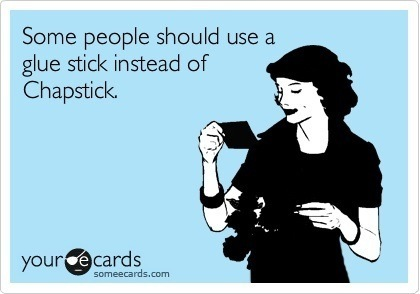 Some people should use a
glue stick instead of
Chapstick.
your e cards
someecards.com